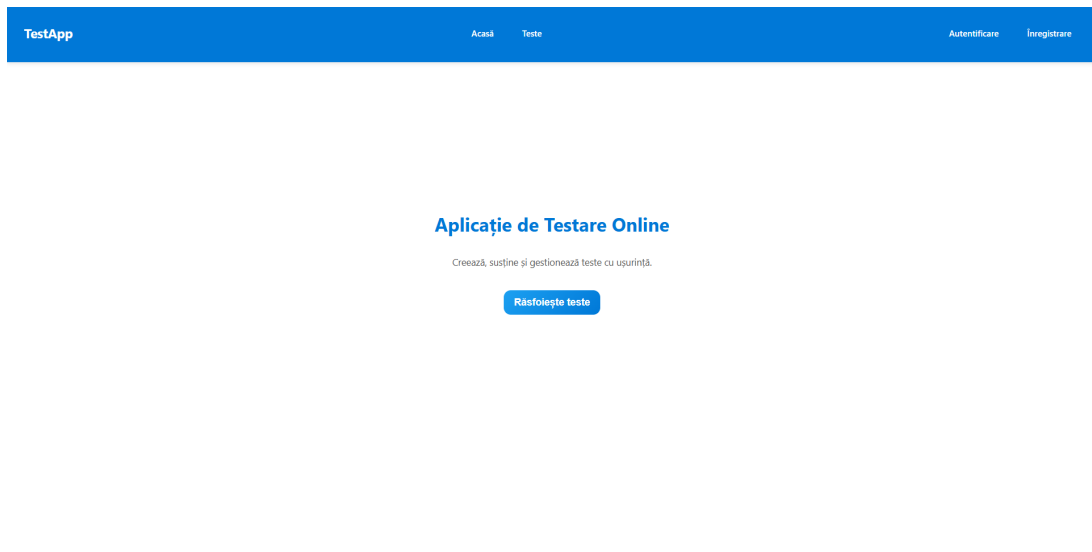 TestApp
Acasă
Teste
Autentificare
Înregistrare
Aplicație de Testare Online
Creează, susține și gestionează teste cu ușurință.
Răsfoiește teste